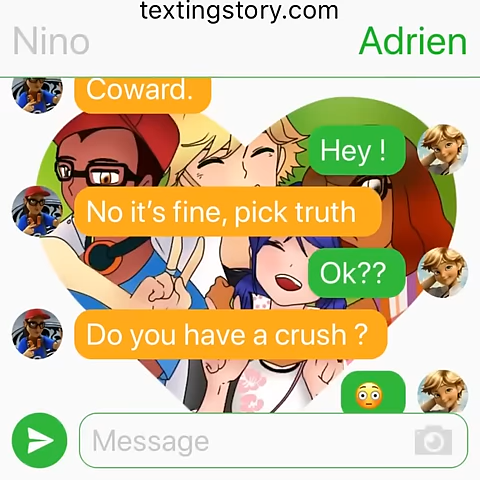 textingstory.com
Nino
Adrien
Coward.
Hey !
No it’s fine, pick truth
Ok??
Do you have a crush ?
😳
Message